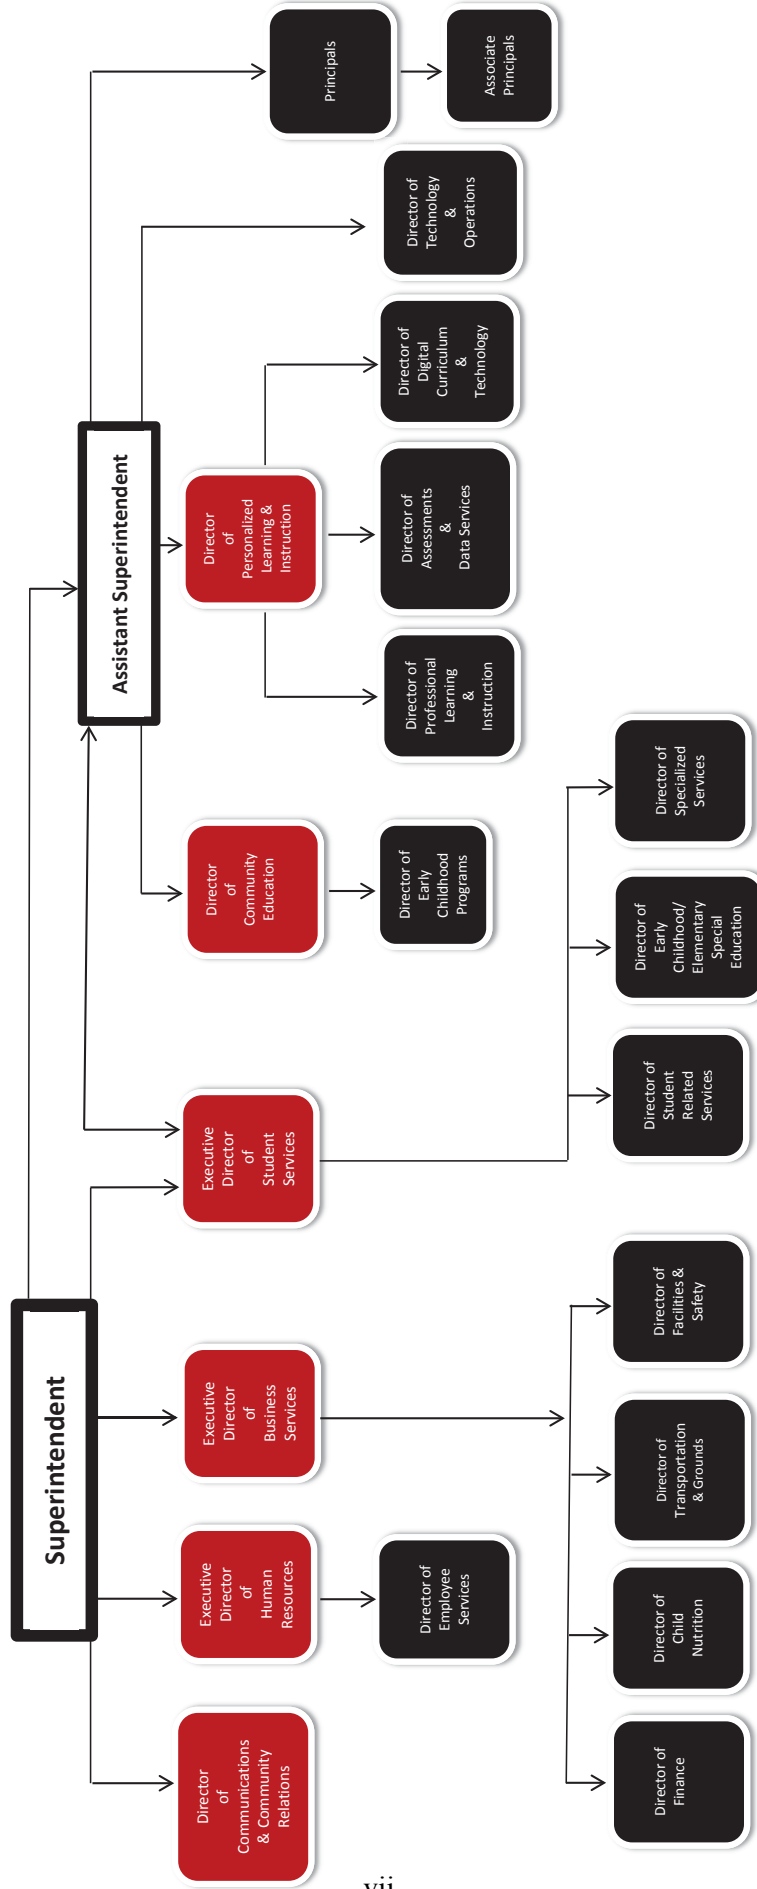 Superintendent
Assistant Superintendent
Director
of
Communications
& Community
Relations
Executive
Director
of
Human
Resources
Executive
Director
of
Business
Services
Executive
Director
of
Student
Services
Director
of
Community
Education
Director
of
Personalized
Learning &
Instruction
Principals
Associate
Principals
Director of
Employee
Services
Director of
Early
Childhood
Programs
Director of
Professional
Learning
&
Instruction
Director of
Assessments
&
Data Services
Director of
Digital
Curriculum
&
Technology
Director of
Technology
&
Operations
Director of
Finance
Director of
Child
Nutrition
Director of
Transportation
& Grounds
Director of
Facilities &
Safety
Director of
Student
Related
Services
Director of
Early
Childhood/
Elementary
Special
Education
Director of
Specialized
Services
vii